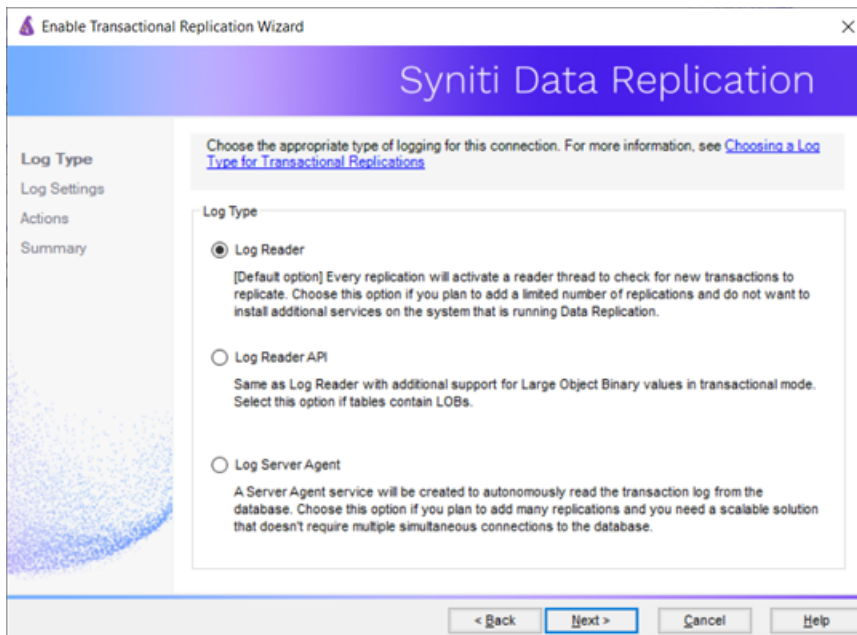 Enable Transactional Replication Wizard
Syniti Data Replication
Log Type
Log Settings
Actions
Summary
Choose the appropriate type of logging for this connection. For more information, see Choosing a Log
Type for Transactional Replications
Log Type
Log Reader
[Default option] Every replication will activate a reader thread to check for new transactions to
replicate. Choose this option if you plan to add a limited number of replications and do not want to
install additional services on the system that is running Data Replication.
Log Reader API
Same as Log Reader with additional support for Large Object Binary values in transactional mode.
Select this option if tables contain LOBs.
Log Server Agent
A Server Agent service will be created to autonomously read the transaction log from the
database. Choose this option if you plan to add many replications and you need a scalable solution
that doesn't require multiple simultaneous connections to the database.
< Back
Next >
Cancel
Help